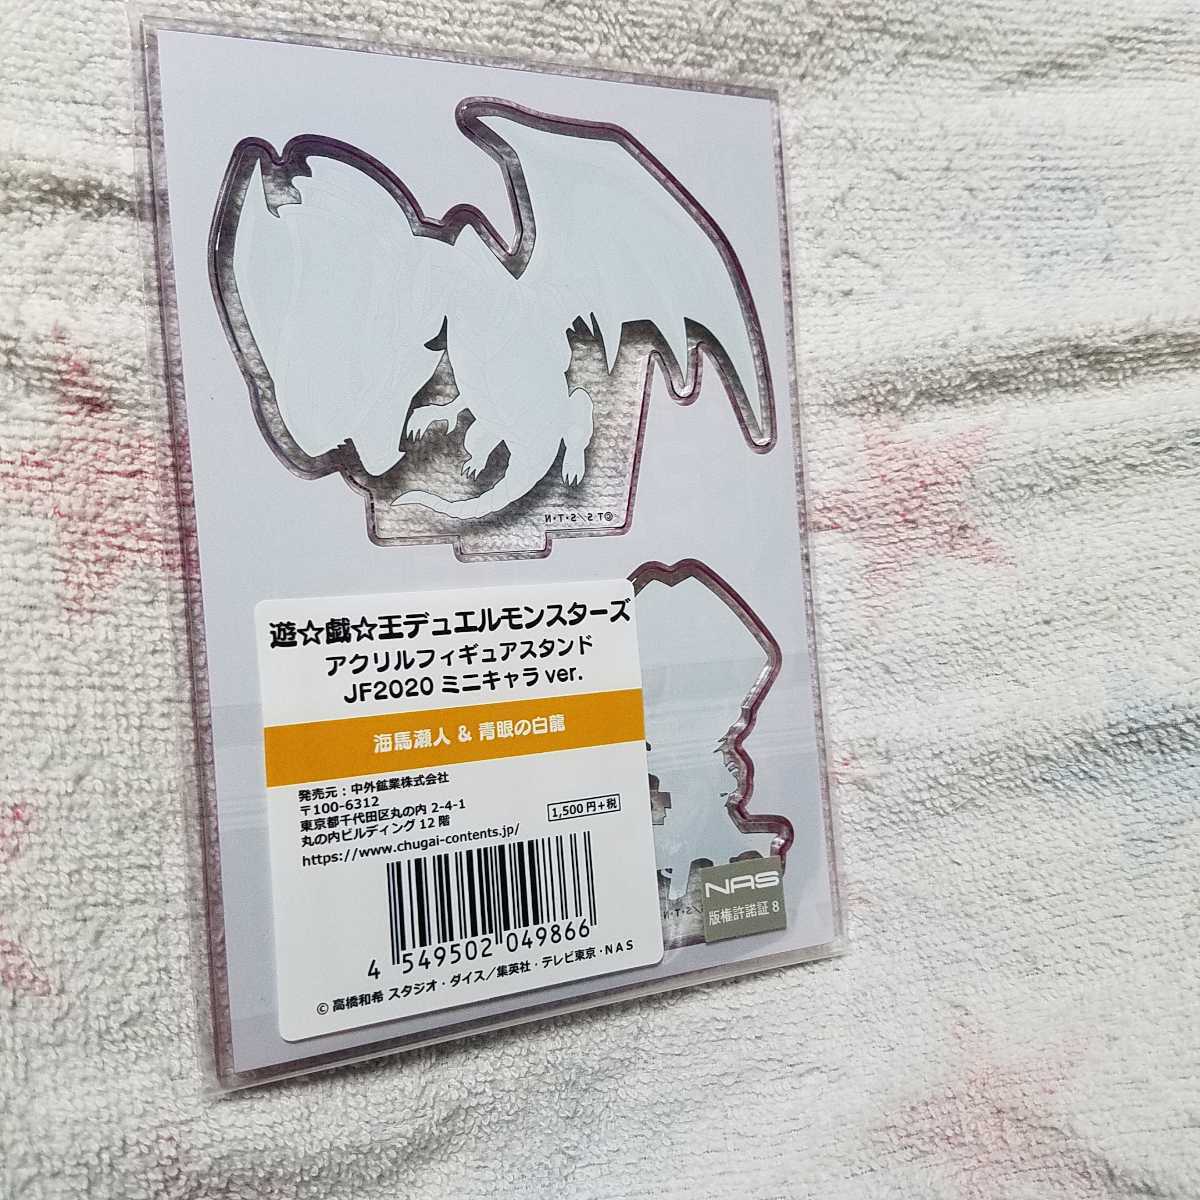 ©T·S／S·T·N
遊☆戯☆王デュエルモンスターズ
アクリルフィギュアスタンド
JF2020 ミニキャラ ver.
海馬瀬人 & 青眼の白龍
発売元：中外鉱業株式会社
〒100-6312
東京都千代田区丸の内 2-4-1
丸の内ビルディング 12 階
https://www.chugai-contents.jp/
1,500円+税
4 549502 049866
© 高橋和希 スタジオ・ダイス／集英社・テレビ東京・NAS
NAS
版権許諾証 8